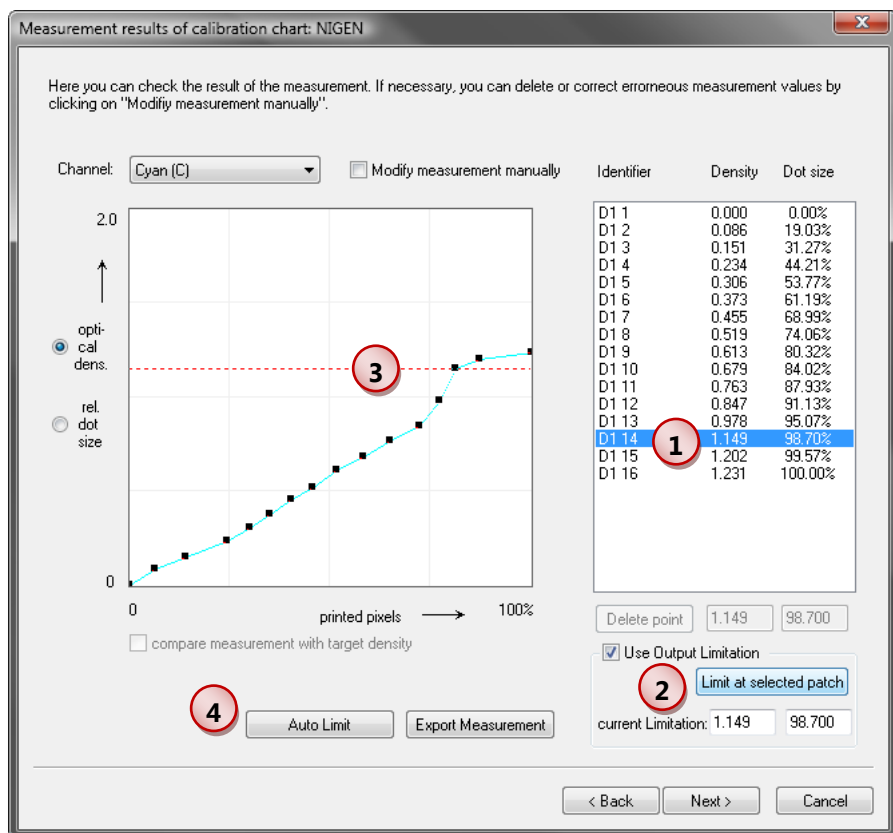 Measurement results of calibration chart: NIGEN
Here you can check the result of the measurement. If necessary, you can delete or correct errorneous measurement values by
clicking on "Modifiy measurement manually".
Channel: Cyan (C) Modify measurement manually
Identifier Density Dot size
2.0
opti-
cal
dens.
rel.
dot
size
0
0 printed pixels 100%
3
D1 1 0.000 0.00%
D1 2 0.086 19.03%
D1 3 0.151 31.27%
D1 4 0.234 44.21%
D1 5 0.306 53.77%
D1 6 0.373 61.19%
D1 7 0.455 68.99%
D1 8 0.519 74.06%
D1 9 0.613 80.32%
D1 10 0.679 84.02%
D1 11 0.763 87.93%
D1 12 0.847 91.13%
D1 13 0.978 95.07%
D1 14 1 1.149 98.70%
D1 15 1.202 99.57%
D1 16 1.231 100.00%
compare measurement with target density
Delete point 1.149 98.700
Use Output Limitation
2 Limit at selected patch
current Limitation: 1.149 98.700
4 Auto Limit Export Measurement
< Back Next > Cancel